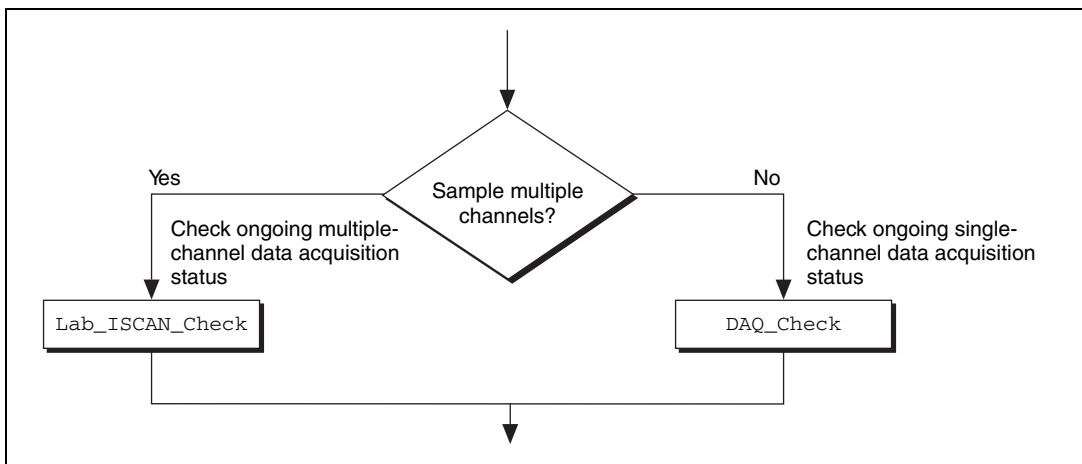 Sample multiple
channels?
Yes
Check ongoing multiple-
channel data acquisition
status
Lab_ISCAN_Check
No
Check ongoing single-
channel data acquisition
status
DAQ_Check